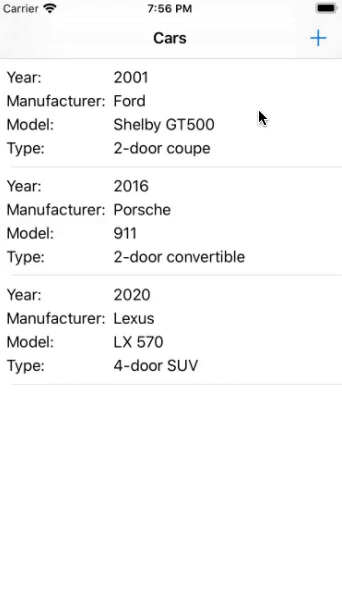 Carrier 7:56 PM
Cars +
Year: 2001
Manufacturer: Ford
Model: Shelby GT500
Type: 2-door coupe
Year: 2016
Manufacturer: Porsche
Model: 911
Type: 2-door convertible
Year: 2020
Manufacturer: Lexus
Model: LX 570
Type: 4-door SUV